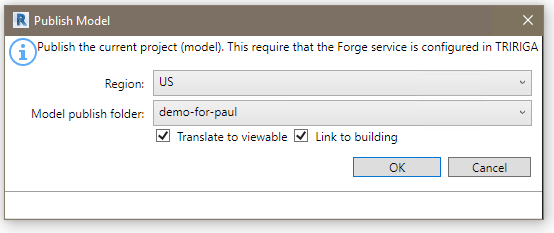 Publish Model
Publish the current project (model). This require that the Forge service is configured in TRIRIGA
Region: US
Model publish folder: demo-for-paul
Translate to viewable Link to building
OK Cancel